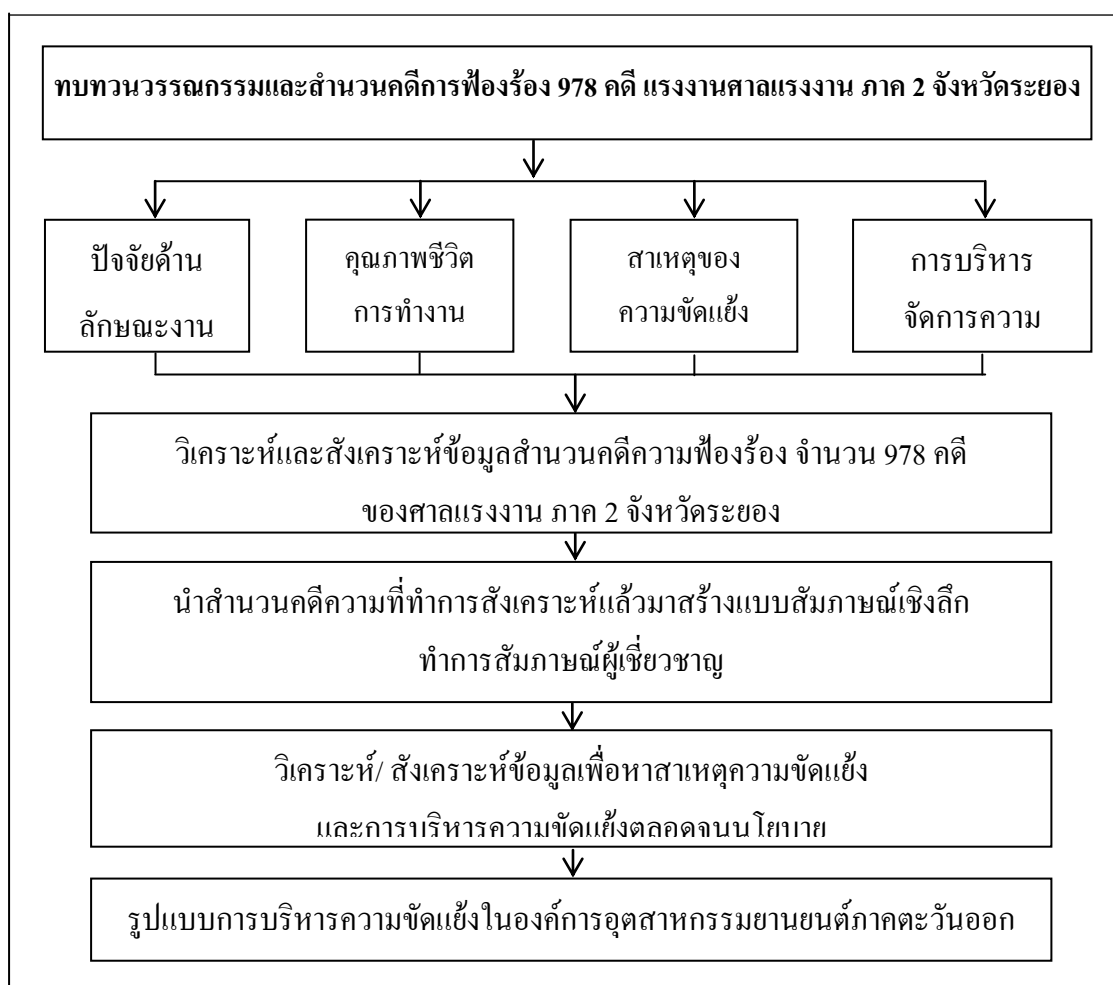 ทบทวนวรรณกรรมและสำนวนคดีการฟ้องร้อง 978 คดี แรงงานศาลแรงงาน ภาค 2 จังหวัดระยอง
ปัจจัยด้าน
ลักษณะงาน
คุณภาพชีวิต
การทำงาน
สาเหตุของ
ความขัดแย้ง
การบริหาร
จัดการความ
วิเคราะห์และสังเคราะห์ข้อมูลสำนวนคดีความฟ้องร้อง จำนวน 978 คดี
ของศาลแรงงาน ภาค 2 จังหวัดระยอง
นำสำนวนคดีความที่ทำการสังเคราะห์แล้วมาสร้างแบบสัมภาษณ์เชิงลึก
ทำการสัมภาษณ์ผู้เชี่ยวชาญ
วิเคราะห์/ สังเคราะห์ข้อมูลเพื่อหาสาเหตุความขัดแย้ง
และการบริหารความขัดแย้งตลอดจนนโยบาย
รูปแบบการบริหารความขัดแย้งในองค์การอุตสาหกรรมยานยนต์ภาคตะวันออก